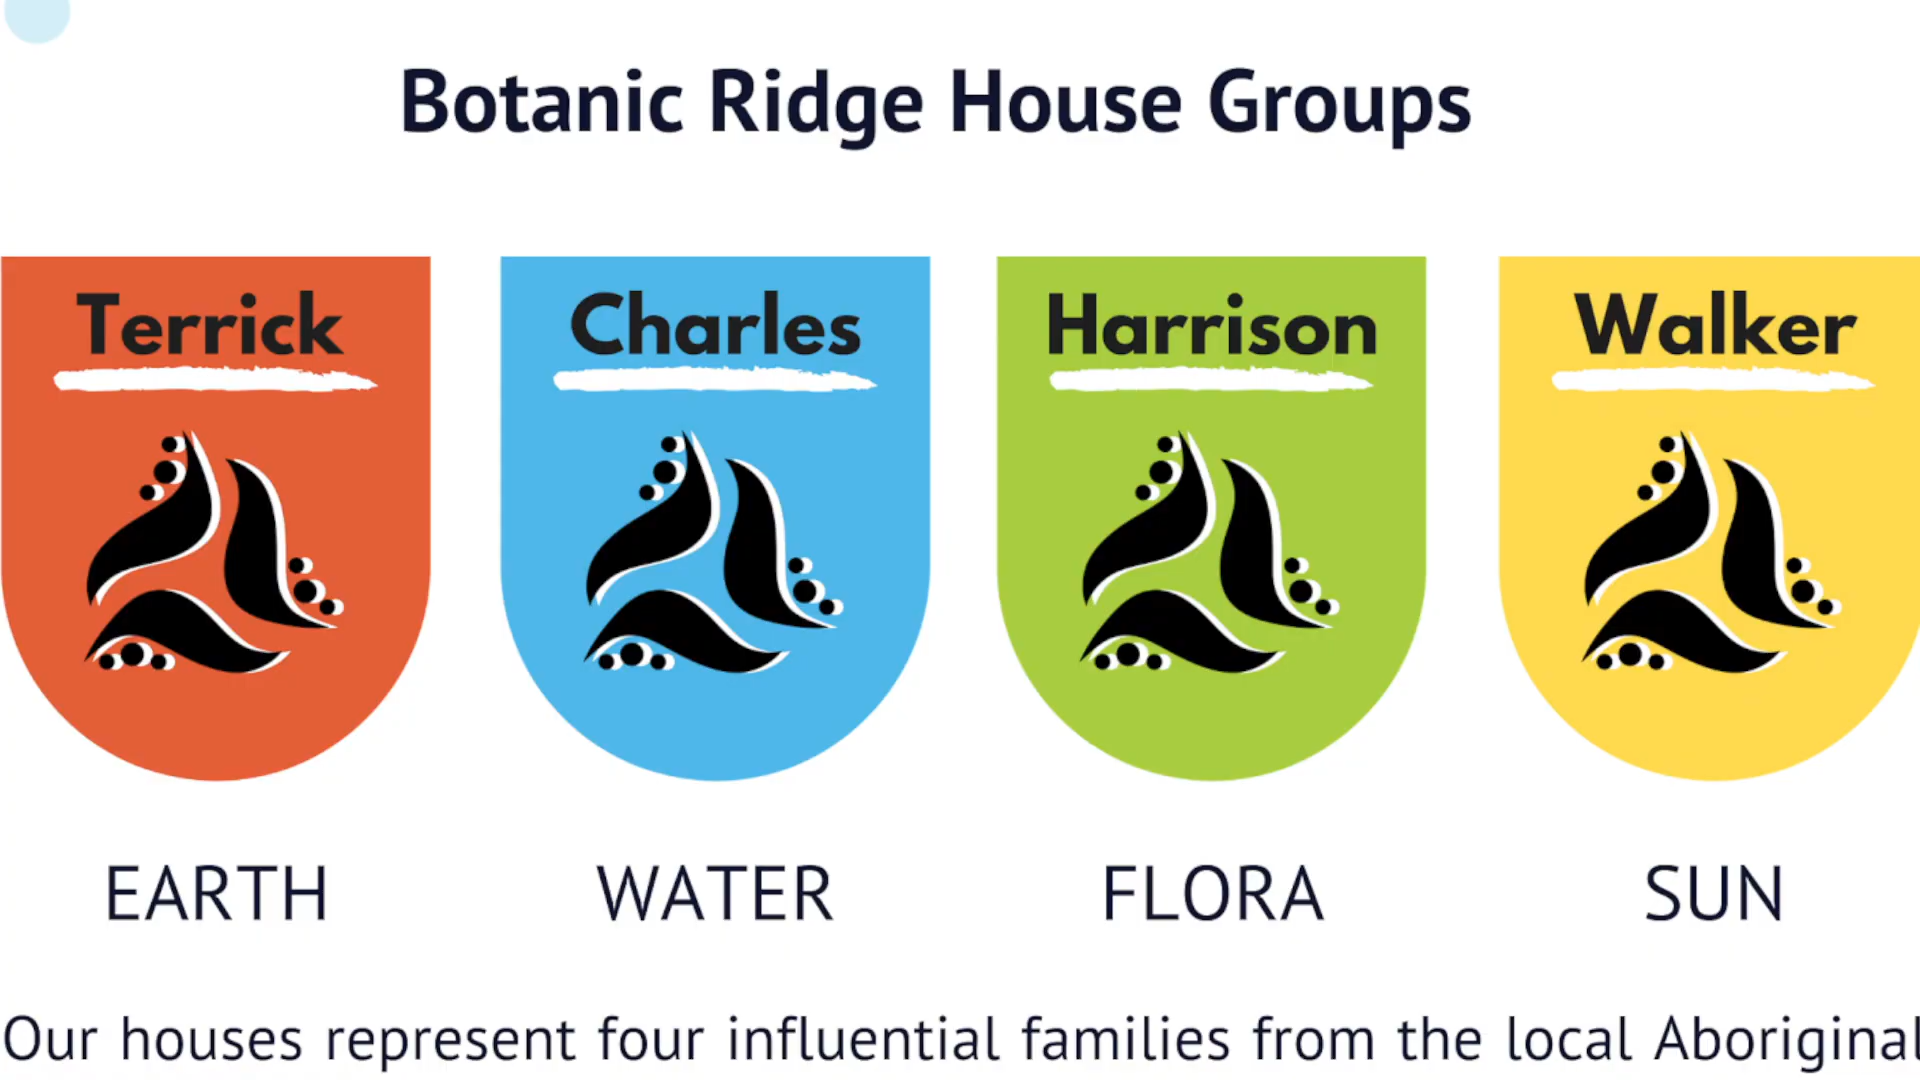 Botanic Ridge House Groups
Terrick Charles Harrison Walker
EARTH WATER FLORA SUN
Our houses represent four influential families from the local Aboriginal